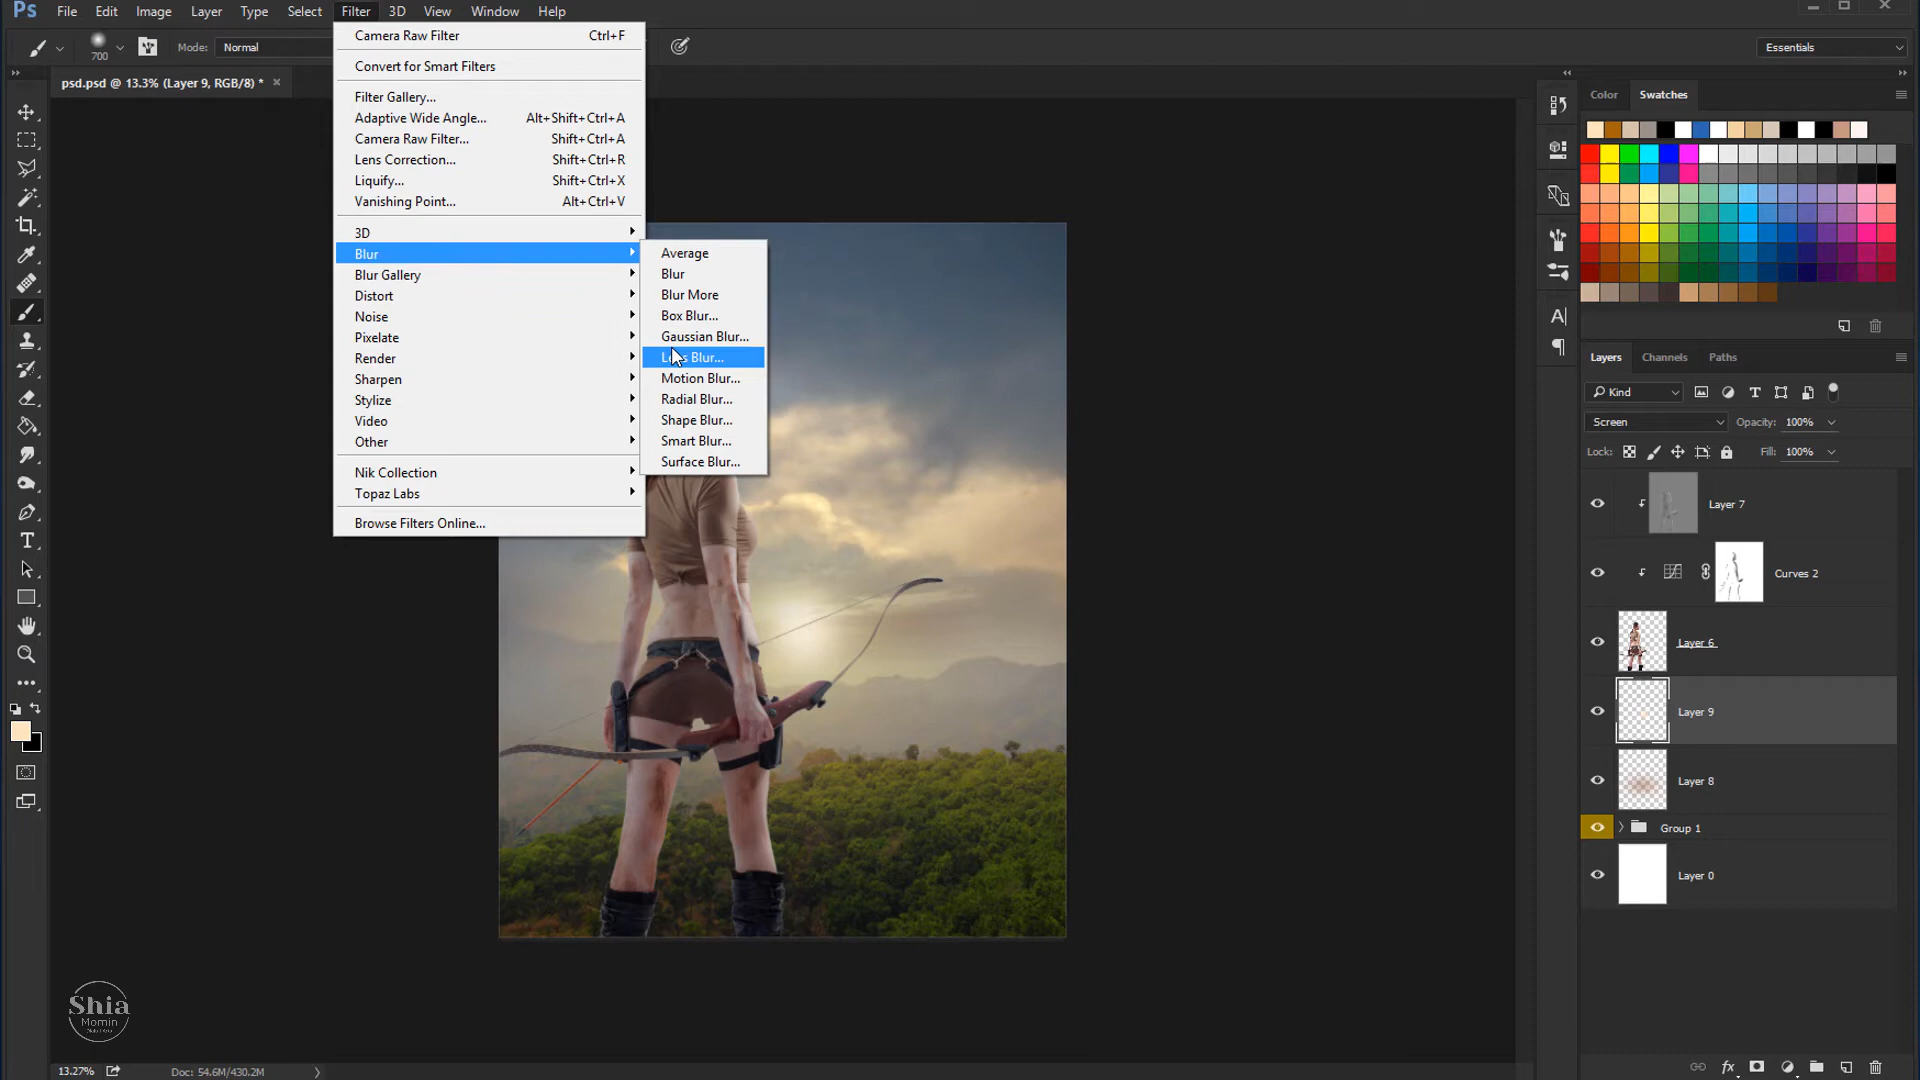 Ps File Edit Image Layer Type Select Filter 3D View Window Help
700 Mode: Normal Essentials
psd.psd @ 13.3% (Layer 9, RGB/8) * ×
Camera Raw Filter Ctrl+F
Convert for Smart Filters
Filter Gallery...
Adaptive Wide Angle... Alt+Shift+Ctrl+A
Camera Raw Filter... Shift+Ctrl+A
Lens Correction... Shift+Ctrl+R
Liquify... Shift+Ctrl+X
Vanishing Point... Alt+Ctrl+V
3D
Blur
Blur Gallery
Distort
Noise
Pixelate
Render
Sharpen
Stylize
Video
Other
Nik Collection
Topaz Labs
Browse Filters Online...
Average
Blur
Blur More
Box Blur...
Gaussian Blur...
Lens Blur...
Motion Blur...
Radial Blur...
Shape Blur...
Smart Blur...
Surface Blur...
Color Swatches
Layers Channels Paths
Kind
Screen Opacity: 100%
Lock: Fill: 100%
Layer 7
Curves 2
Layer 6
Layer 9
Layer 8
Group 1
Layer 0
Shia
Momin
13.27% Doc: 54.6M/430.2M